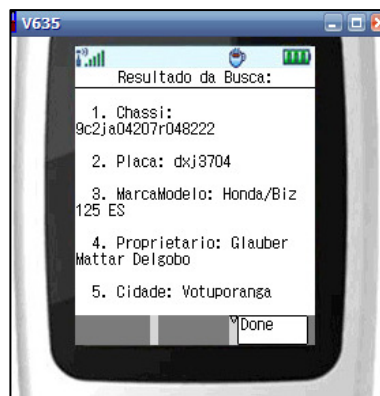 V635
Resultado da Busca:
1. Chassi:
9c2ja04207r048222
2. Placa: dxj3704
3. MarcaModelo: Honda/Biz
125 ES
4. Proprietario: Glauber
Mattar Delgobo
5. Cidade: Votuporanga
Done